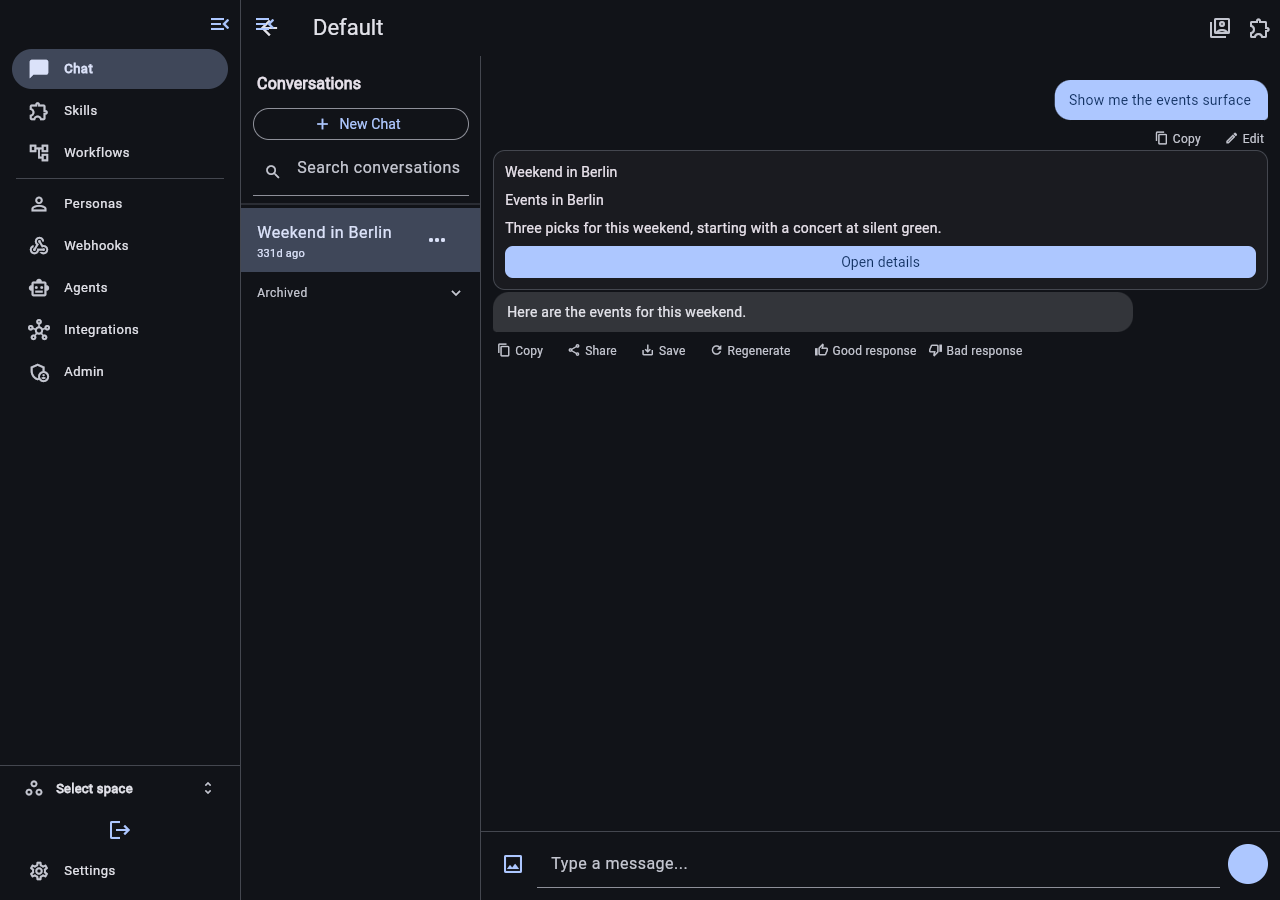 Default
Chat
Skills
Workflows
Personas
Webhooks
Agents
Integrations
Admin
Select space
Settings
Conversations
New Chat
Search conversations
Weekend in Berlin
331d ago
Archived
Show me the events surface
Copy Edit
Weekend in Berlin
Events in Berlin
Three picks for this weekend, starting with a concert at silent green.
Open details
Here are the events for this weekend.
Copy Share Save Regenerate Good response Bad response
Type a message...